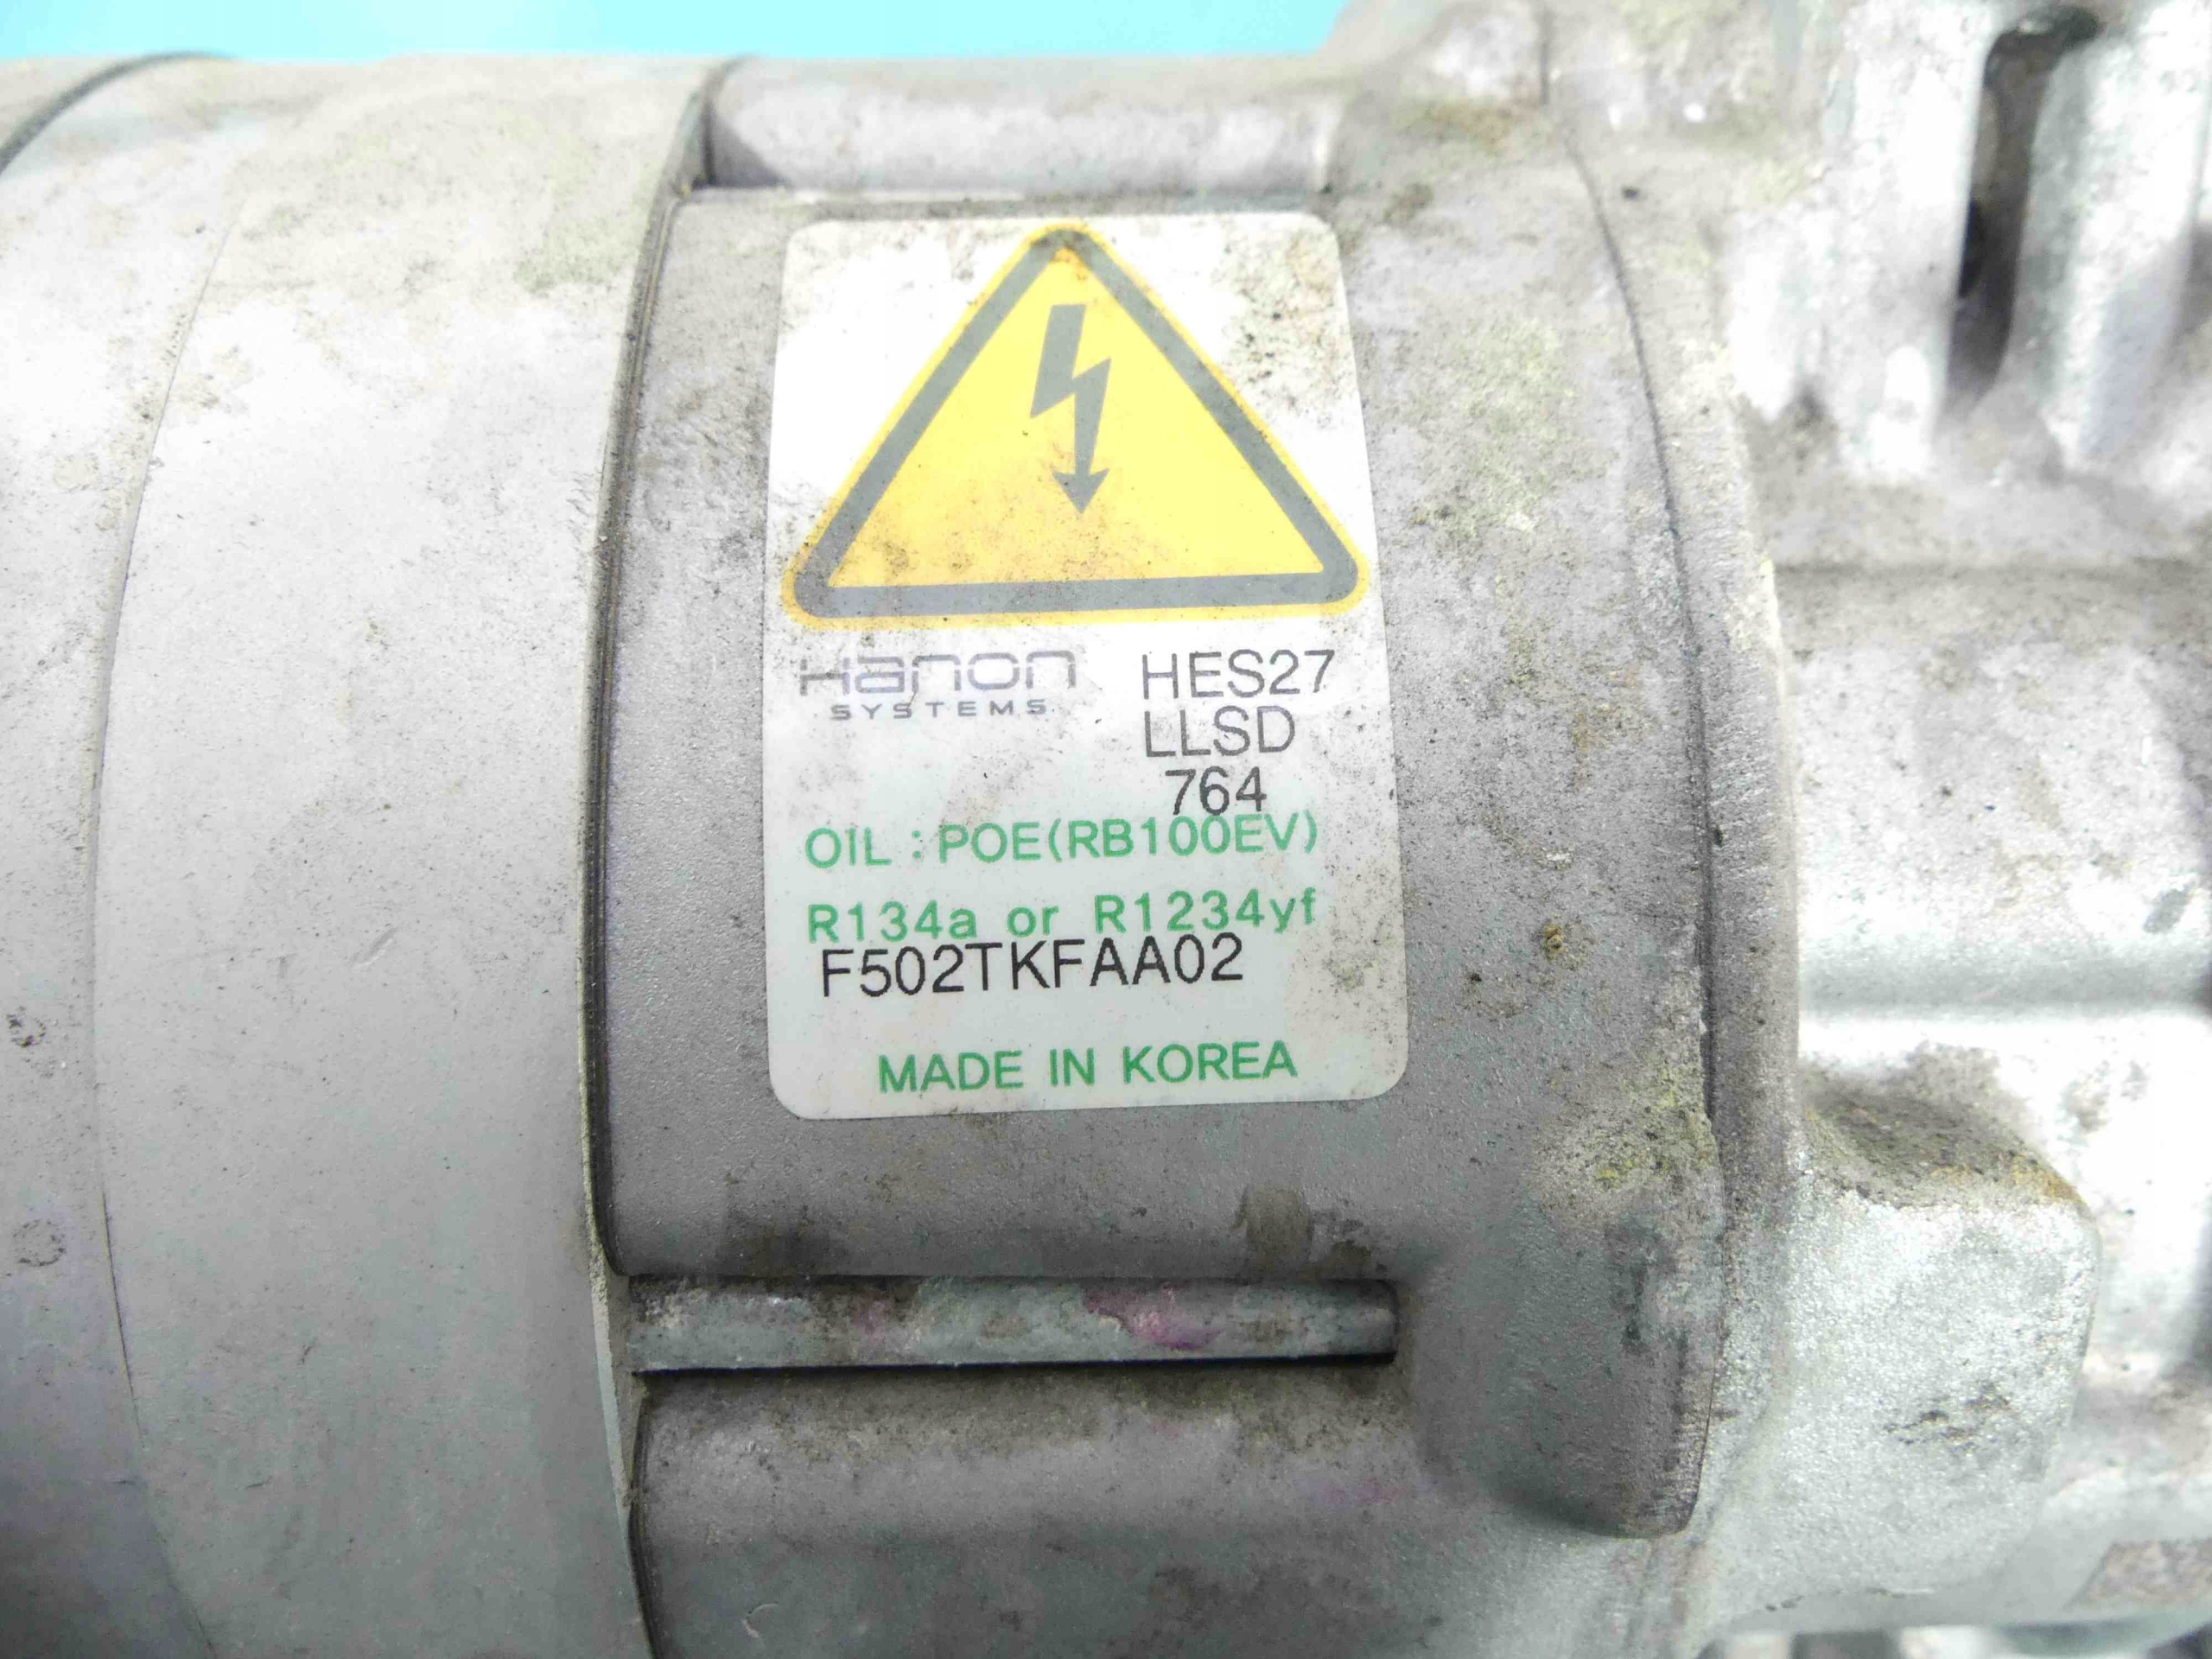 Hanon
SYSTEMS
HES27
LLSD
764
OIL : POE(RB100EV)
R134a or R1234yf
F502TKFAA02
MADE IN KOREA